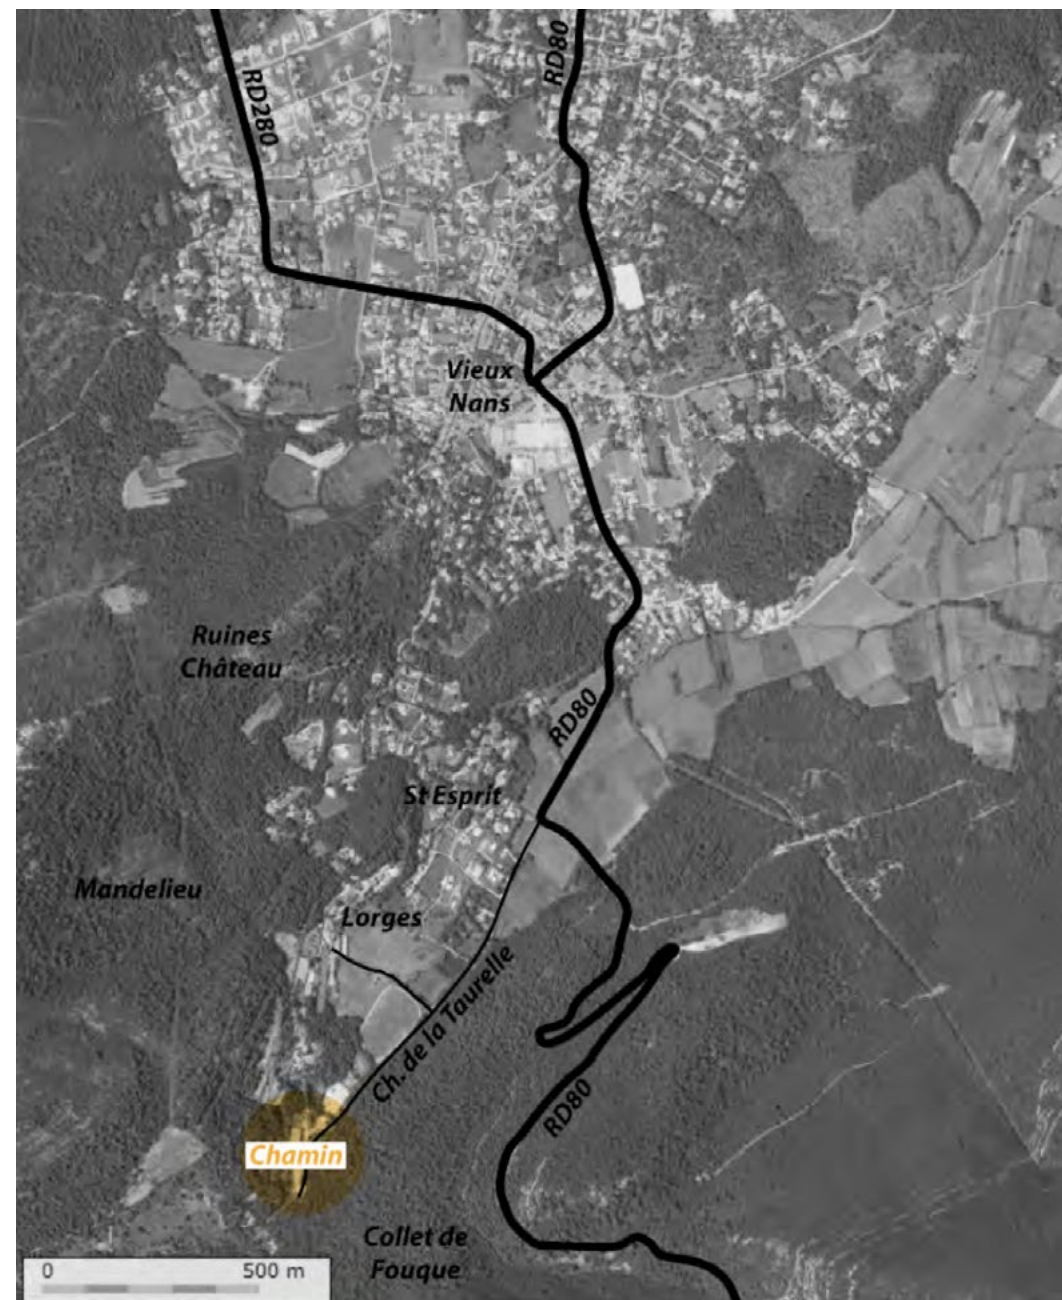 RD280
RD80
Vieux
Nans
Ruines
Château
RD80
St Esprit
Mandelieu
Lorges
Ch. de la Taurelle
RD80
Chamin
Collet de
Fouque
0
500 m